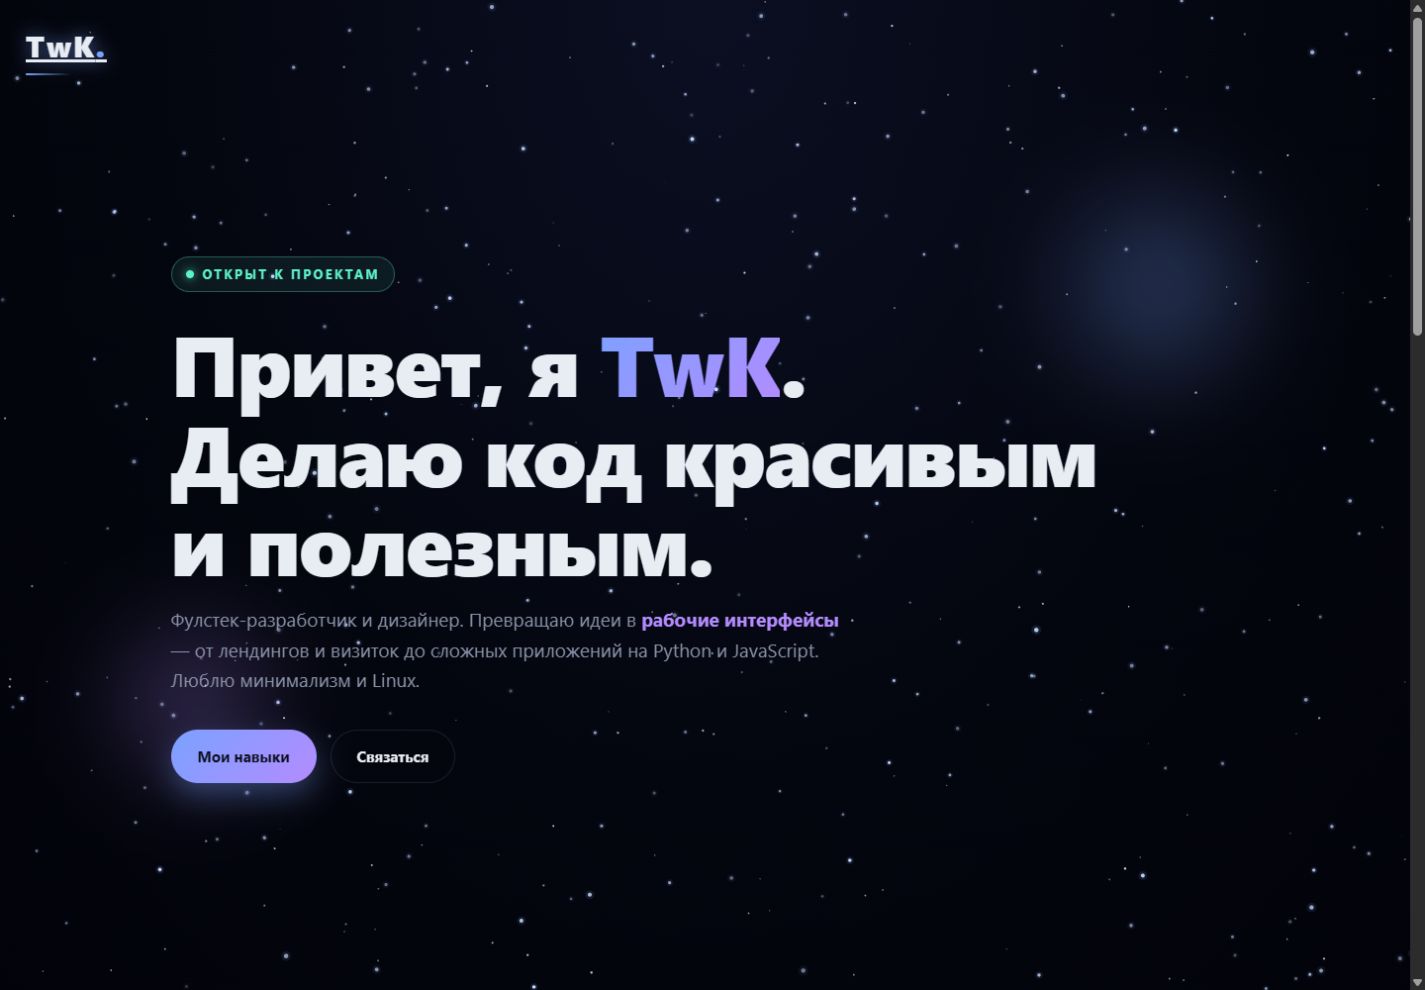 TwK.
ОТКРЫТ К ПРОЕКТАМ
Привет, я TwK.
Делаю код красивым
и полезным.
Фулстек-разработчик и дизайнер. Превращаю идеи в рабочие интерфейсы
— от лендингов и визиток до сложных приложений на Python и JavaScript.
Люблю минимализм и Linux.
Мои навыки
Связаться